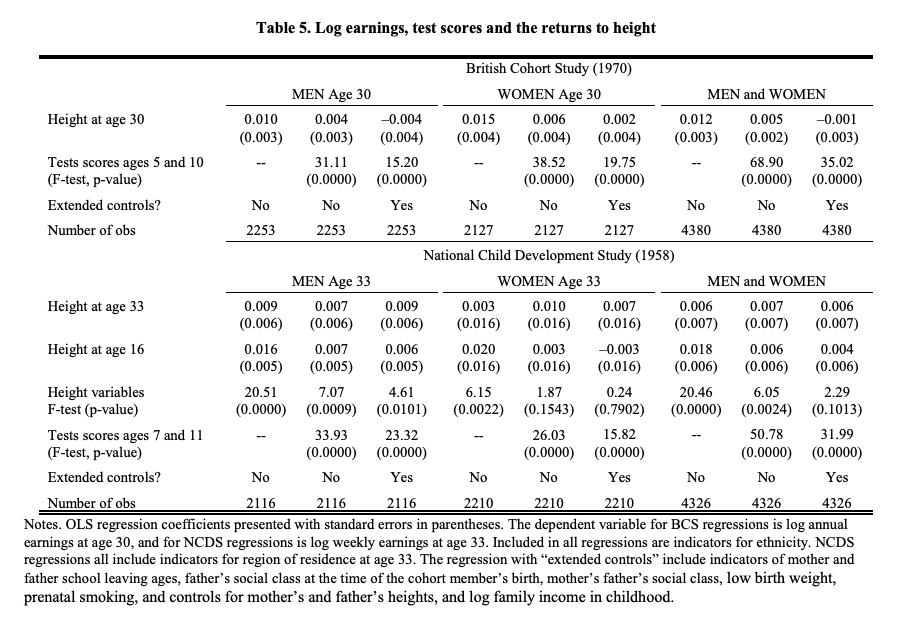 Table 5. Log earnings, test scores and the returns to height
British Cohort Study (1970)
MEN Age 30 WOMEN Age 30 MEN and WOMEN
Height at age 30 0.010 0.004 –0.004 0.015 0.006 0.002 0.012 0.005 –0.001
(0.003) (0.003) (0.004) (0.004) (0.004) (0.004) (0.003) (0.002) (0.003)
Tests scores ages 5 and 10 -- 31.11 15.20 -- 38.52 19.75 -- 68.90 35.02
(F-test, p-value) (0.0000) (0.0000) (0.0000) (0.0000) (0.0000) (0.0000)
Extended controls? No No Yes No No Yes No No Yes
Number of obs 2253 2253 2253 2127 2127 2127 4380 4380 4380
National Child Development Study (1958)
MEN Age 33 WOMEN Age 33 MEN and WOMEN
Height at age 33 0.009 0.007 0.009 0.003 0.010 0.007 0.006 0.007 0.006
(0.006) (0.006) (0.006) (0.016) (0.016) (0.016) (0.007) (0.007) (0.007)
Height at age 16 0.016 0.007 0.006 0.020 0.003 –0.003 0.018 0.006 0.004
(0.005) (0.005) (0.005) (0.016) (0.016) (0.016) (0.006) (0.006) (0.006)
Height variables 20.51 7.07 4.61 6.15 1.87 0.24 20.46 6.05 2.29
F-test (p-value) (0.0000) (0.0009) (0.0101) (0.0022) (0.1543) (0.7902) (0.0000) (0.0024) (0.1013)
Tests scores ages 7 and 11 -- 33.93 23.32 -- 26.03 15.82 -- 50.78 31.99
(F-test, p-value) (0.0000) (0.0000) (0.0000) (0.0000) (0.0000) (0.0000)
Extended controls? No No Yes No No Yes No No Yes
Number of obs 2116 2116 2116 2210 2210 2210 4326 4326 4326
Notes. OLS regression coefficients presented with standard errors in parentheses. The dependent variable for BCS regressions is log annual
earnings at age 30, and for NCDS regressions is log weekly earnings at age 33. Included in all regressions are indicators for ethnicity. NCDS
regressions all include indicators for region of residence at age 33. The regression with “extended controls” include indicators of mother and
father school leaving ages, father’s social class at the time of the cohort member’s birth, mother’s father’s social class, low birth weight,
prenatal smoking, and controls for mother’s and father’s heights, and log family income in childhood.